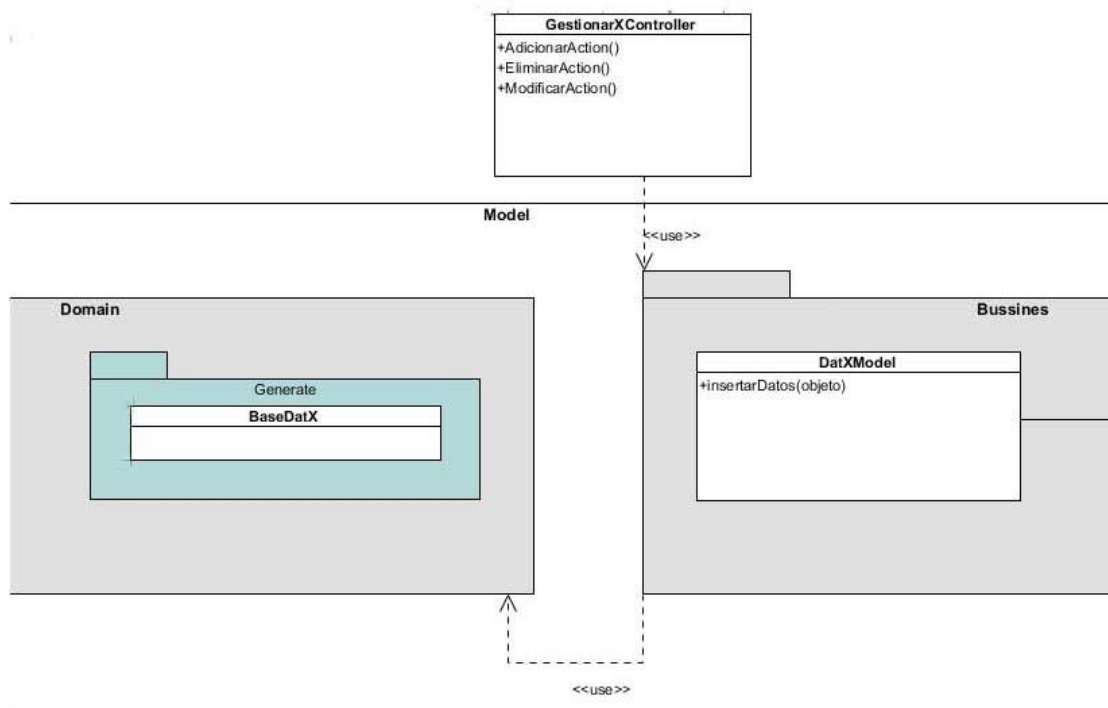 GestionarXController
+AdicionarAction()
+EliminarAction()
+ModificarAction()
Model
<<use>>
Domain
Bussines
Generate
BaseDatX
DatXModel
+insertarDatos(objeto)
<<use>>